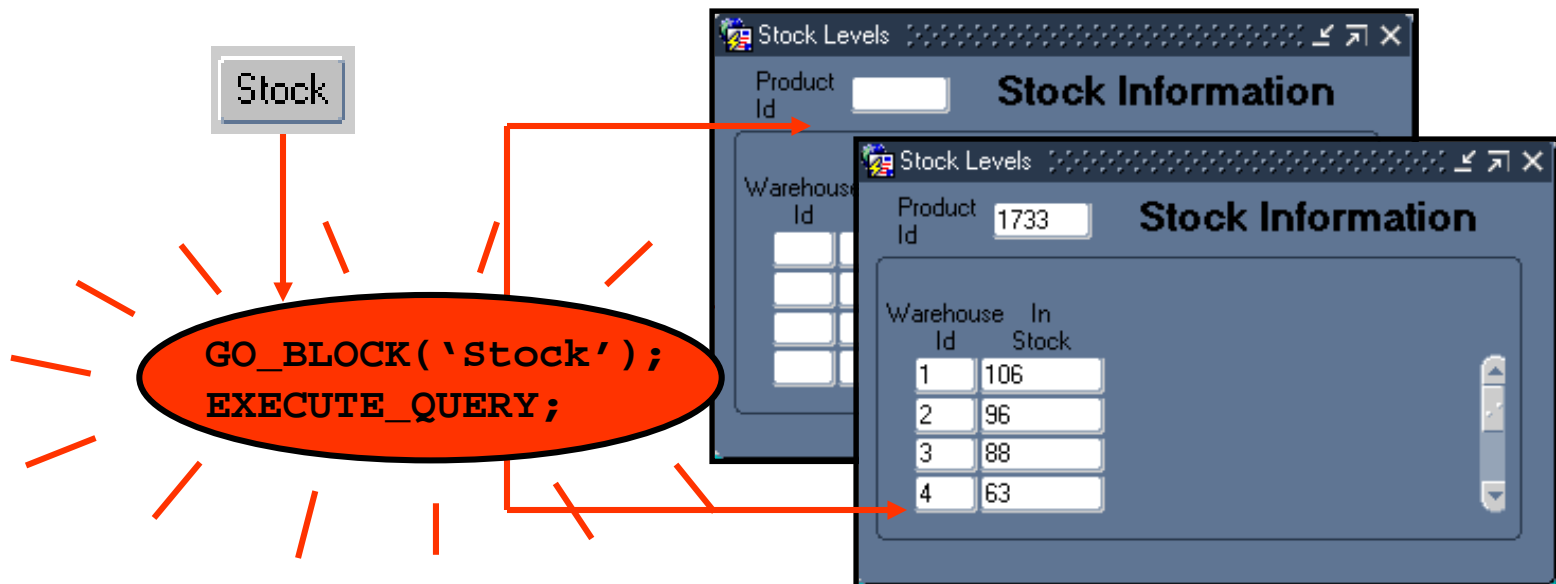 Stock
GO_BLOCK(‘Stock’);
EXECUTE_QUERY;
Stock Levels
Product
Id
Stock Information
Warehouse
Id
Stock Levels
Product
Id
1733
Stock Information
Warehouse In
Id Stock
1 106
2 96
3 88
4 63